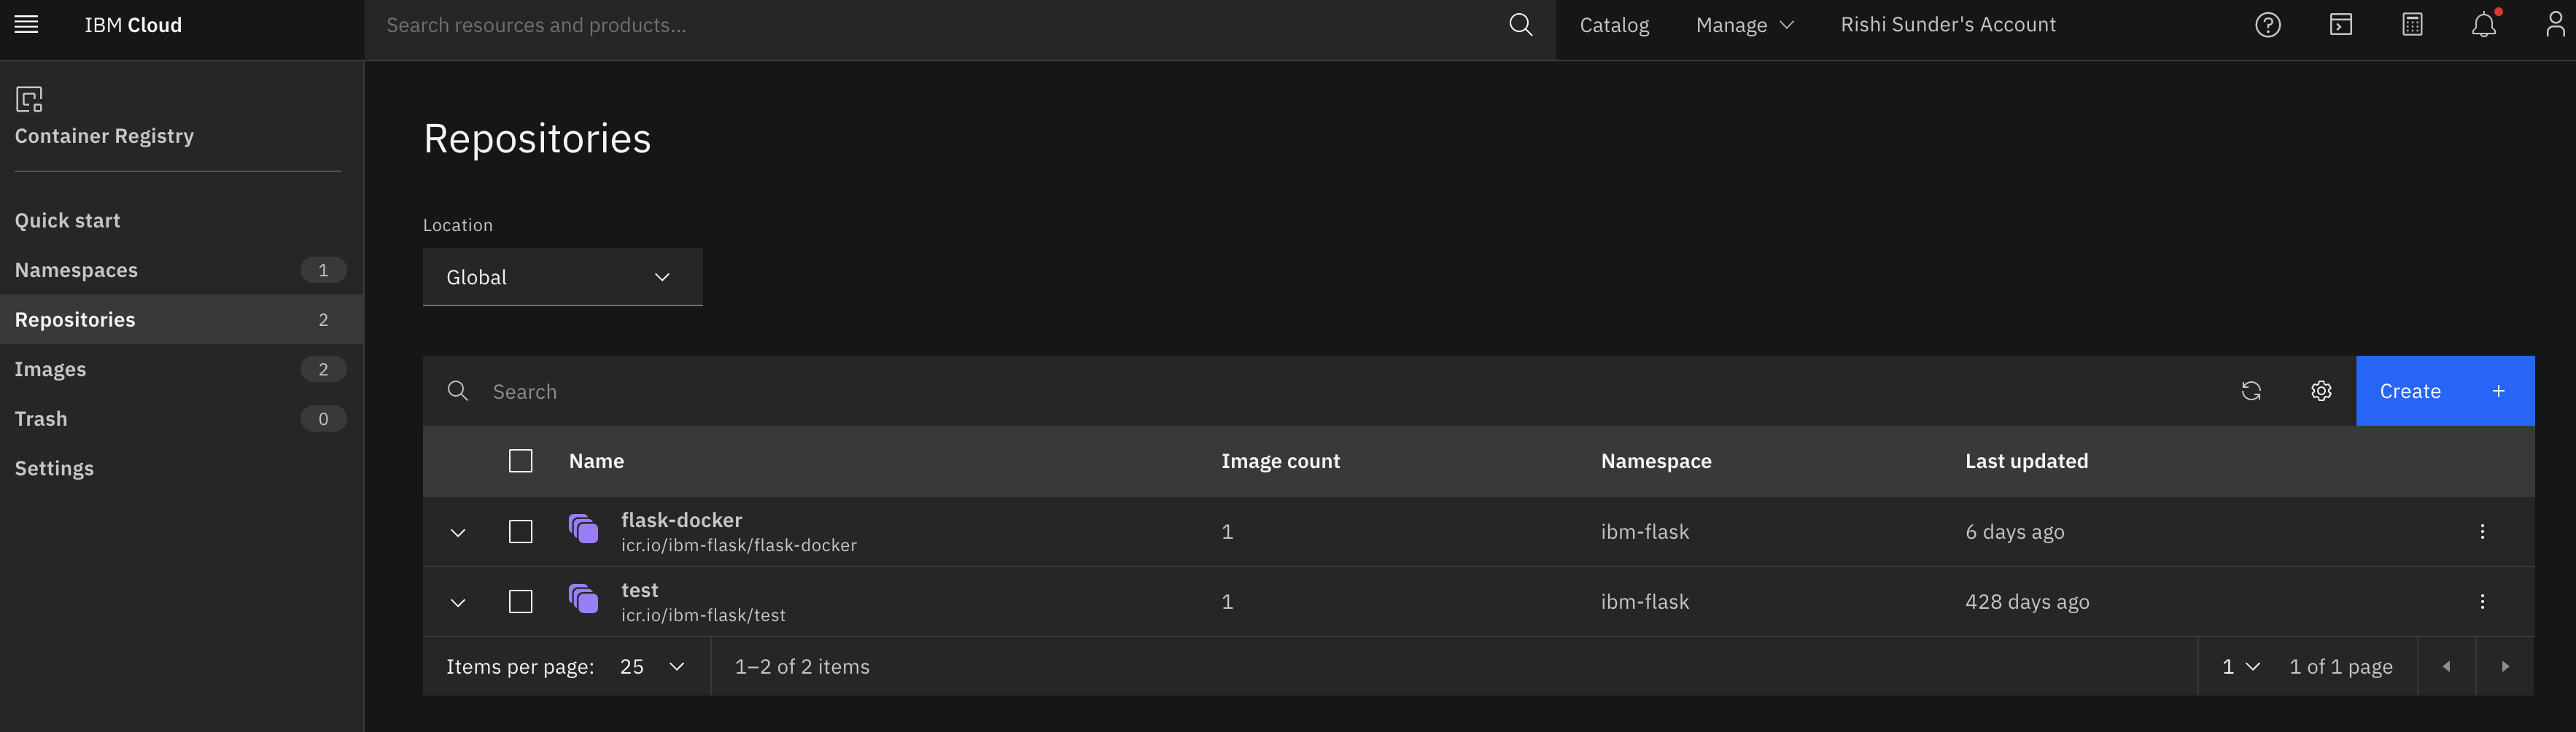 IBM Cloud
Search resources and products...
Catalog
Manage
Rishi Sunder's Account
Container Registry
Quick start
Namespaces 1
Repositories 2
Images 2
Trash 0
Settings
Repositories
Location
Global
Search
Create +
Name Image count Namespace Last updated
flask-docker
icr.io/ibm-flask/flask-docker
1 ibm-flask 6 days ago
test
icr.io/ibm-flask/test
1 ibm-flask 428 days ago
Items per page: 25 1–2 of 2 items 1 1 of 1 page